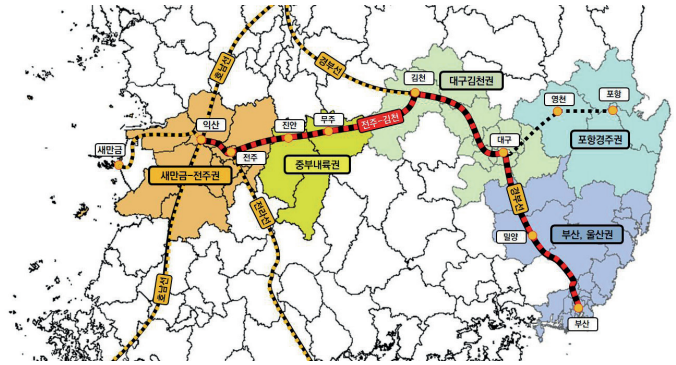 호남선
경부선
김천
대구김천권
영천
포항
익산
진안
무주
전주-김천
새만금
전주
대구
포항경주권
중부내륙권
새만금-전주권
경부선
전라선
밀양
부산, 울산권
호남선
부산